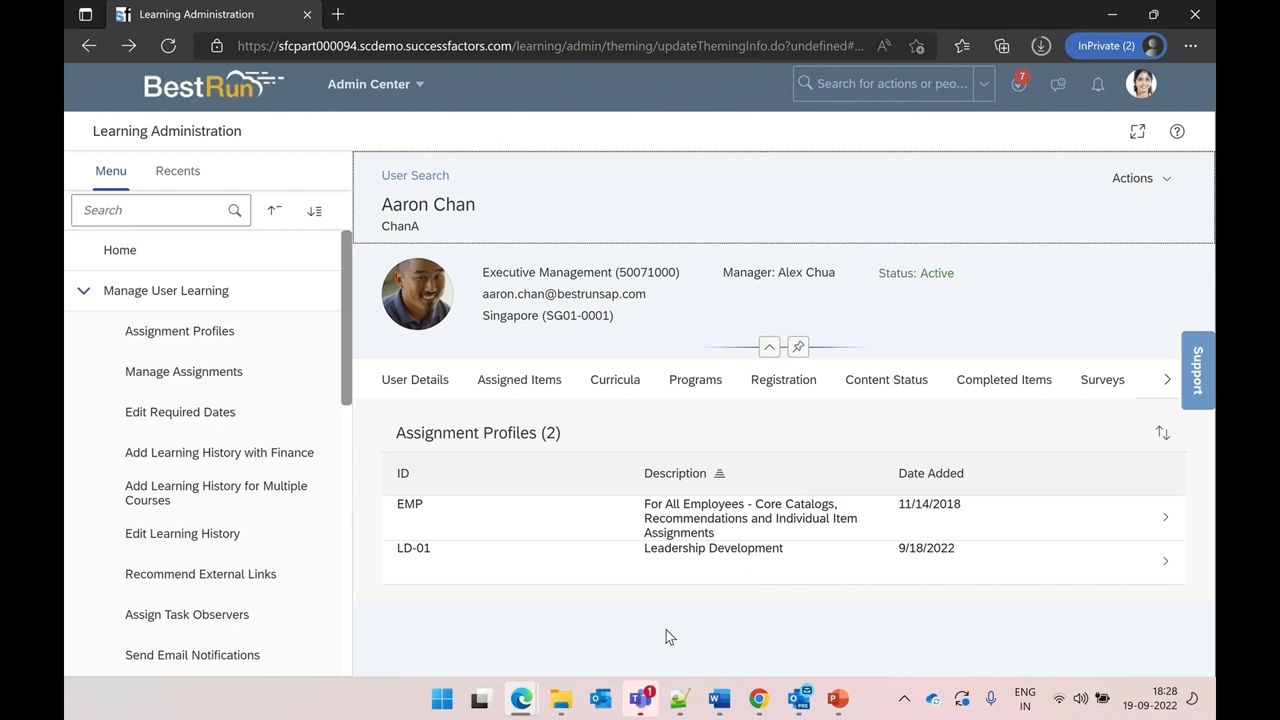 Learning Administration
https://sfcpart000094.scdemo.successfactors.com/learning/admin/theming/updateThemingInfo.do?undefined#...
InPrivate (2)
BestRun
Admin Center
Search for actions or peo...
7
Learning Administration
Menu
Recents
Search
Home
Manage User Learning
Assignment Profiles
Manage Assignments
Edit Required Dates
Add Learning History with Finance
Add Learning History for Multiple
Courses
Edit Learning History
Recommend External Links
Assign Task Observers
Send Email Notifications
User Search
Actions
Aaron Chan
ChanA
Executive Management (50071000)
Manager: Alex Chua
Status: Active
aaron.chan@bestrunsap.com
Singapore (SG01-0001)
Support
User Details
Assigned Items
Curricula
Programs
Registration
Content Status
Completed Items
Surveys
Assignment Profiles (2)
ID
Description
Date Added
EMP
For All Employees - Core Catalogs,
Recommendations and Individual Item
Assignments
11/14/2018
LD-01
Leadership Development
9/18/2022
1
PRE
ENG
IN
18:28
19-09-2022